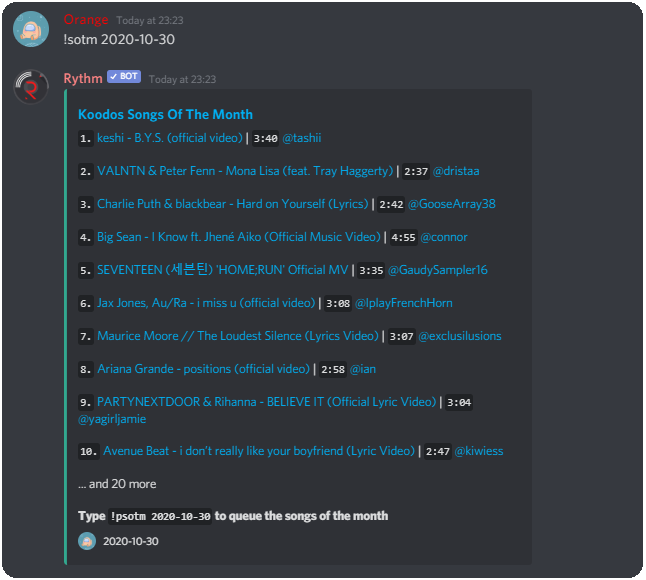 Orange Today at 23:23
!sotm 2020-10-30
Rythm ✓ BOT Today at 23:23
Koodos Songs Of The Month
1. keshi - B.Y.S. (official video) | 3:40 @tashii
2. VALNTN & Peter Fenn - Mona Lisa (feat. Tray Haggerty) | 2:37 @dristaa
3. Charlie Puth & blackbear - Hard on Yourself (Lyrics) | 2:42 @GooseArray38
4. Big Sean - I Know ft. Jhené Aiko (Official Music Video) | 4:55 @connor
5. SEVENTEEN (세븐틴) 'HOME;RUN' Official MV | 3:35 @GaudySampler16
6. Jax Jones, Au/Ra - i miss u (official video) | 3:08 @IplayFrenchHorn
7. Maurice Moore // The Loudest Silence (Lyrics Video) | 3:07 @exclusilusions
8. Ariana Grande - positions (official video) | 2:58 @ian
9. PARTYNEXTDOOR & Rihanna - BELIEVE IT (Official Lyric Video) | 3:04
@yagirljamie
10. Avenue Beat - i don't really like your boyfriend (Lyric Video) | 2:47 @kiwiess
... and 20 more
Type !psotm 2020-10-30 to queue the songs of the month
2020-10-30